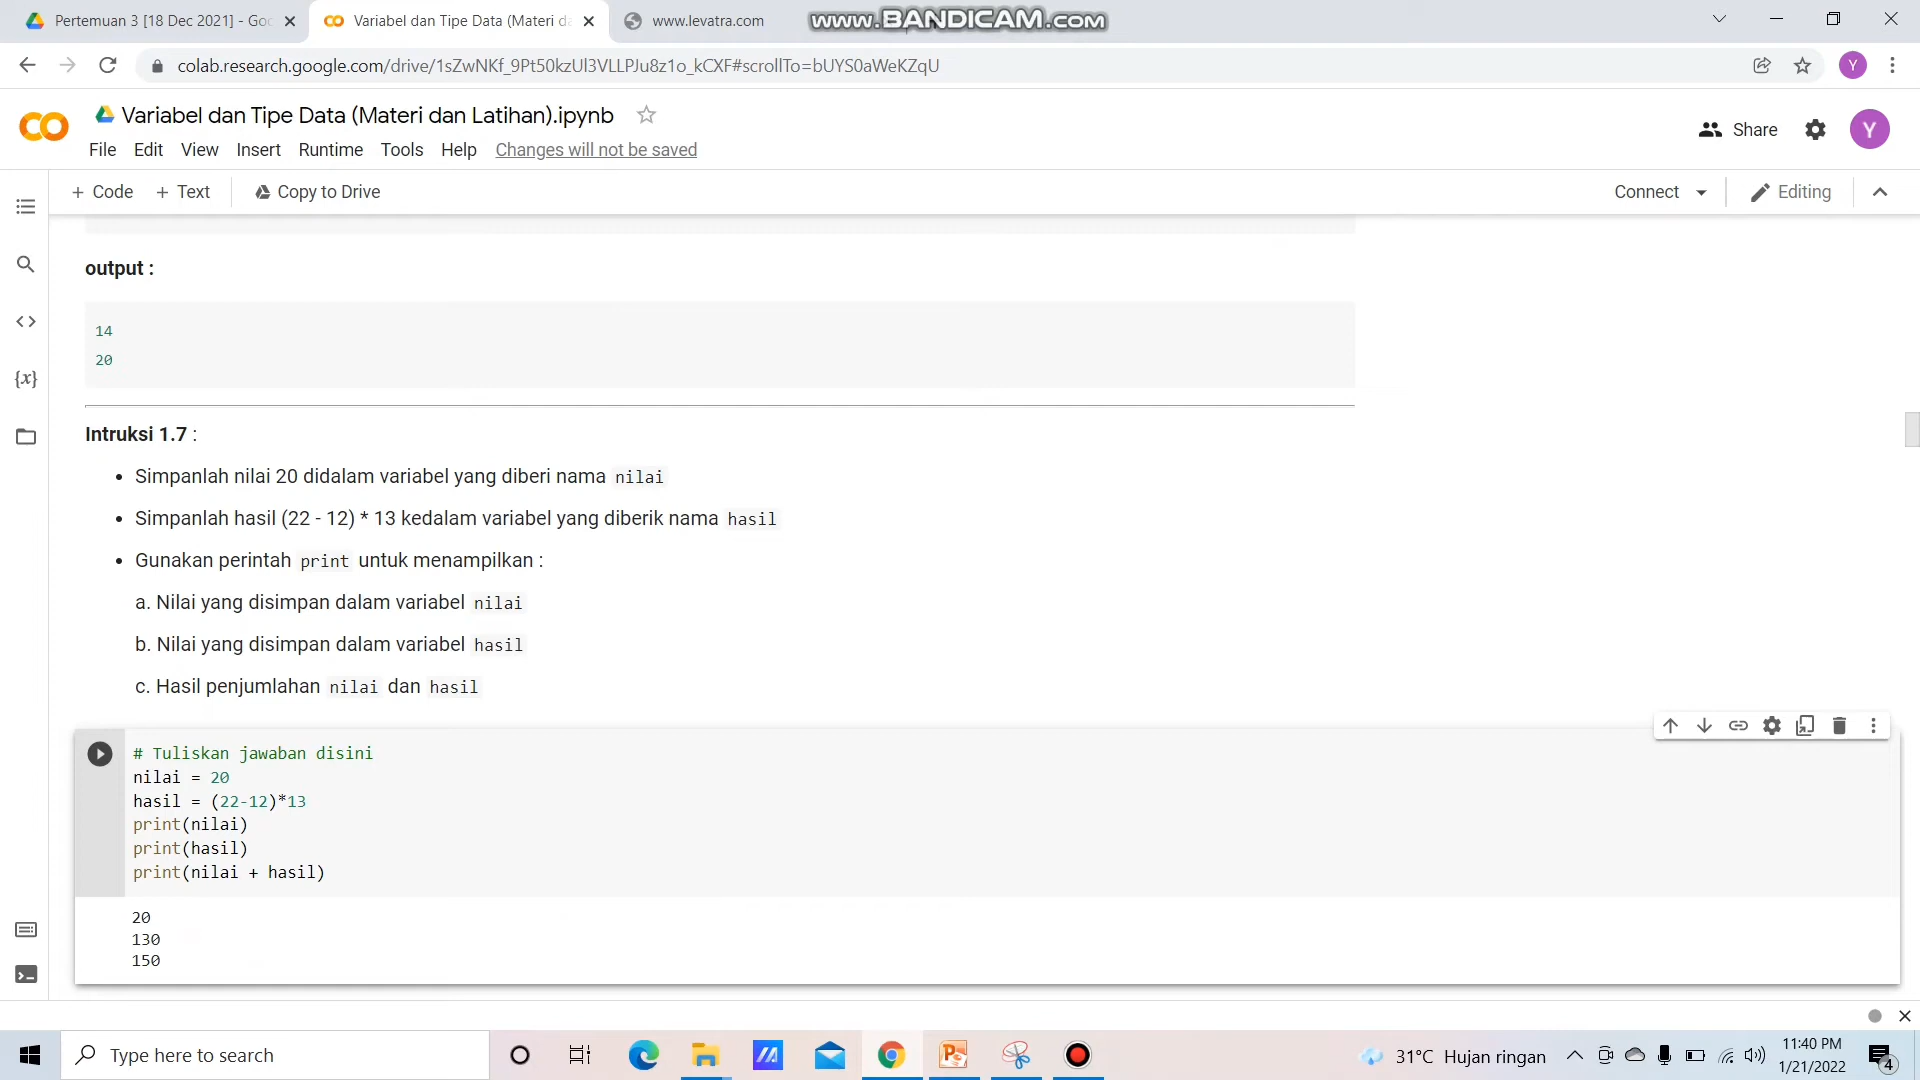 Pertemuan 3 [18 Dec 2021] - Goo
Variabel dan Tipe Data (Materi da
www.levatra.com
www.BANDICAM.com
colab.research.google.com/drive/1sZwNKf_9Pt50kzUl3VLLPJu8z1o_kCXF#scrollTo=bUYS0aWeKZqU
Y
CO
Variabel dan Tipe Data (Materi dan Latihan).ipynb
Share
Y
File Edit View Insert Runtime Tools Help Changes will not be saved
+ Code + Text Copy to Drive
Connect
Editing
output :
14
20
{x}
Intruksi 1.7 :
• Simpanlah nilai 20 didalam variabel yang diberi nama nilai
• Simpanlah hasil (22 - 12) * 13 kedalam variabel yang diberik nama hasil
• Gunakan perintah print untuk menampilkan :
a. Nilai yang disimpan dalam variabel nilai
b. Nilai yang disimpan dalam variabel hasil
c. Hasil penjumlahan nilai dan hasil
# Tuliskan jawaban disini
nilai = 20
hasil = (22-12)*13
print(nilai)
print(hasil)
print(nilai + hasil)
20
130
150
Type here to search
31°C Hujan ringan
11:40 PM
1/21/2022
4